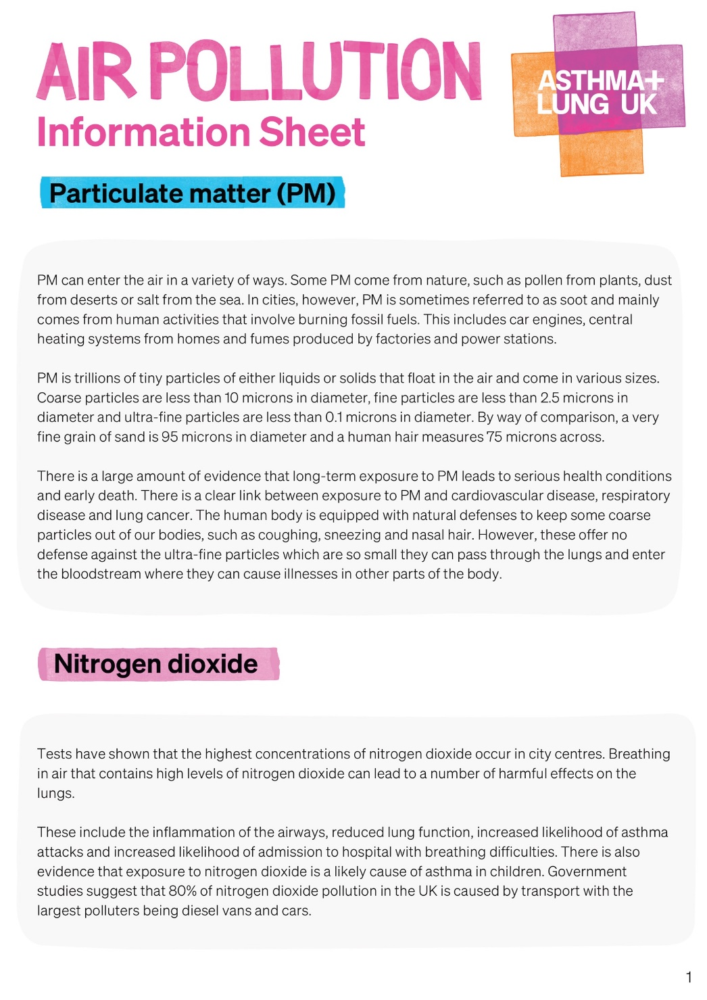 AIR POLLUTION
Information Sheet
ASTHMA+
LUNG UK
Particulate matter (PM)
PM can enter the air in a variety of ways. Some PM come from nature, such as pollen from plants, dust
from deserts or salt from the sea. In cities, however, PM is sometimes referred to as soot and mainly
comes from human activities that involve burning fossil fuels. This includes car engines, central
heating systems from homes and fumes produced by factories and power stations.
PM is trillions of tiny particles of either liquids or solids that float in the air and come in various sizes.
Coarse particles are less than 10 microns in diameter, fine particles are less than 2.5 microns in
diameter and ultra-fine particles are less than 0.1 microns in diameter. By way of comparison, a very
fine grain of sand is 95 microns in diameter and a human hair measures 75 microns across.
There is a large amount of evidence that long-term exposure to PM leads to serious health conditions
and early death. There is a clear link between exposure to PM and cardiovascular disease, respiratory
disease and lung cancer. The human body is equipped with natural defenses to keep some coarse
particles out of our bodies, such as coughing, sneezing and nasal hair. However, these offer no
defense against the ultra-fine particles which are so small they can pass through the lungs and enter
the bloodstream where they can cause illnesses in other parts of the body.
Nitrogen dioxide
Tests have shown that the highest concentrations of nitrogen dioxide occur in city centres. Breathing
in air that contains high levels of nitrogen dioxide can lead to a number of harmful effects on the
lungs.
These include the inflammation of the airways, reduced lung function, increased likelihood of asthma
attacks and increased likelihood of admission to hospital with breathing difficulties. There is also
evidence that exposure to nitrogen dioxide is a likely cause of asthma in children. Government
studies suggest that 80% of nitrogen dioxide pollution in the UK is caused by transport with the
largest polluters being diesel vans and cars.
1